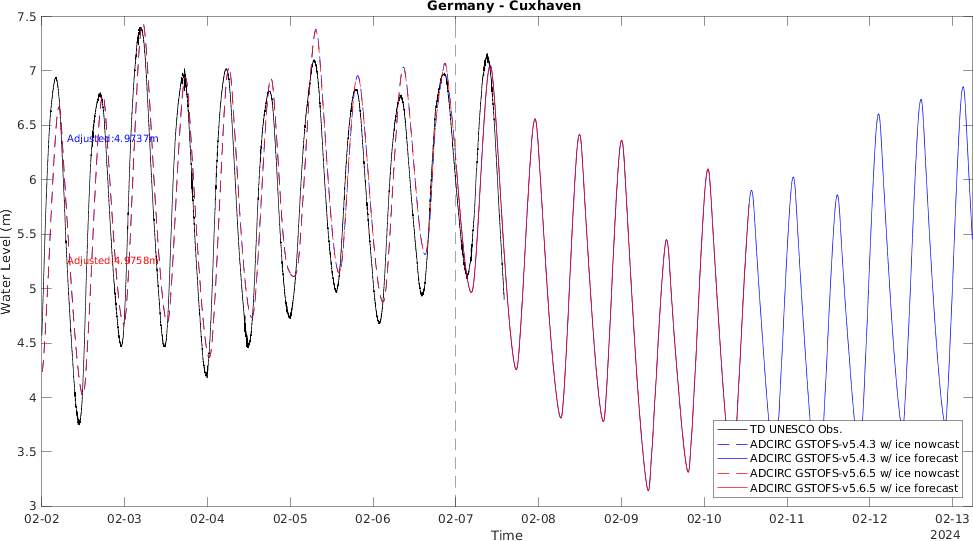 Germany - Cuxhaven
7.5
7
6.5
6
5.5
5
4.5
4
3.5
3
Water Level (m)
Adjusted:4.9737m
Adjusted:4.9758m
TD UNESCO Obs.
ADCIRC GSTOFS-v5.4.3 w/ ice nowcast
ADCIRC GSTOFS-v5.4.3 w/ ice forecast
ADCIRC GSTOFS-v5.6.5 w/ ice nowcast
ADCIRC GSTOFS-v5.6.5 w/ ice forecast
02-02 02-03 02-04 02-05 02-06 02-07 02-08 02-09 02-10 02-11 02-12 02-13
Time
2024